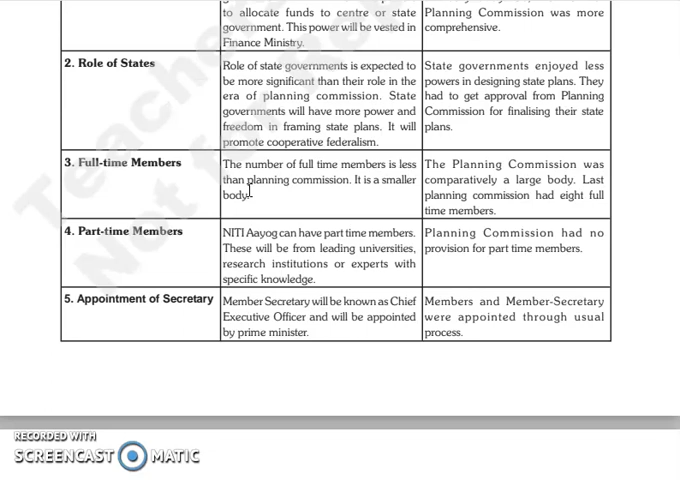 to allocate funds to centre or state
government. This power will be vested in
Finance Ministry.
Planning Commission was more
comprehensive.
2. Role of States
Role of state governments is expected to
be more significant than their role in the
era of planning commission. State
governments will have more power and
freedom in framing state plans. It will
promote cooperative federalism.
State governments enjoyed less
powers in designing state plans. They
had to get approval from Planning
Commission for finalising their state
plans.
3. Full-time Members
The number of full time members is less
than planning commission. It is a smaller
body.
The Planning Commission was
comparatively a large body. Last
planning commission had eight full
time members.
4. Part-time Members
NITI Aayog can have part time members.
These will be from leading universities,
research institutions or experts with
specific knowledge.
Planning Commission had no
provision for part time members.
5. Appointment of Secretary
Member Secretary will be known as Chief
Executive Officer and will be appointed
by prime minister.
Members and Member-Secretary
were appointed through usual
process.
RECORDED WITH
SCREENCAST MATIC